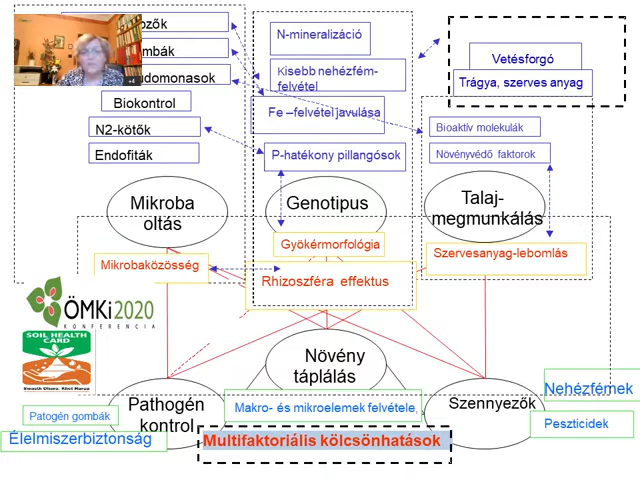 N-mineralizáció
Kisebb nehézfém-
felvétel
Fe –felvétel javulása
P-hatékony pillangósok
Vetésforgó
Trágya, szerves anyag
Biokontrol
N2-kötők
Endofiták
Bioaktív molekulák
Növényvédő faktorok
Mikroba
oltás
Genotipus
Talaj-
megmunkálás
Gyökérmorfológia
Mikrobaközösség
Rhizoszféra effektus
Szervesanyag-lebomlás
ÖMKi2020
KONFERENCIA
SOIL HEALTH
CARD
Növény
táplálás
Pathogén
kontrol
Szennyezők
Makro- és mikroelemek felvétele,
Patogén gombák
Élelmiszerbiztonság
Nehézfémek
Peszticidek
Multifaktoriális kölcsönhatások